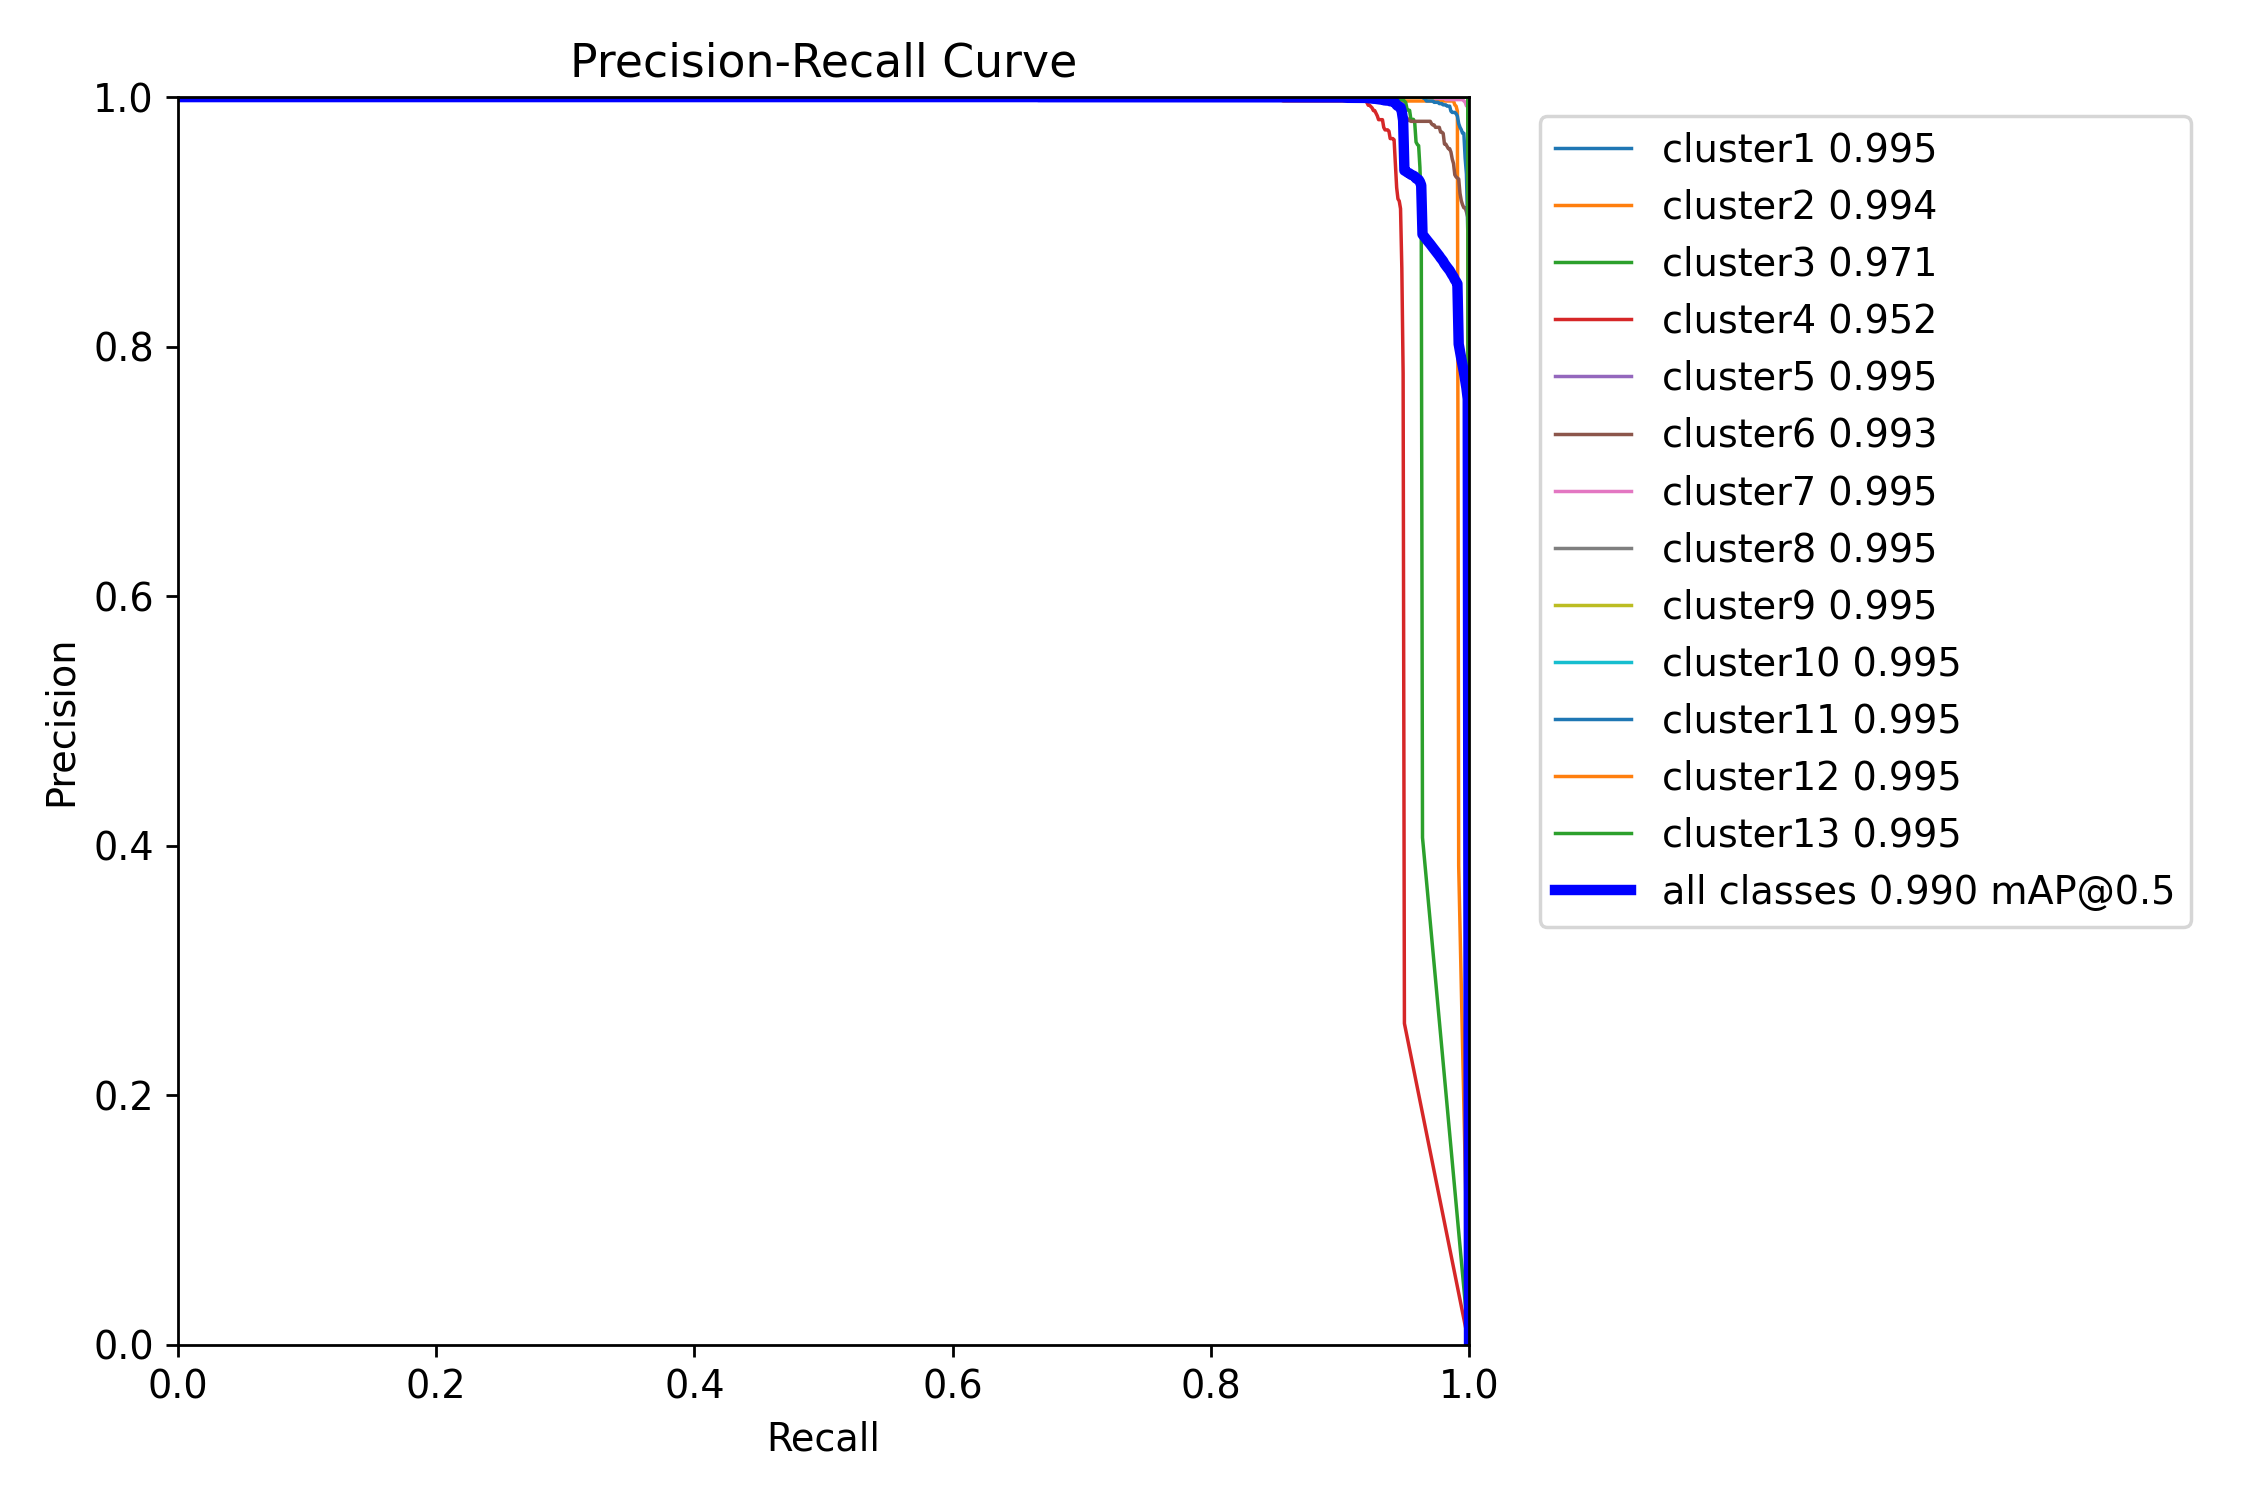 Precision-Recall Curve
1.0
0.8
0.6
0.4
0.2
0.0
Precision
0.0 0.2 0.4 0.6 0.8 1.0
Recall
cluster1 0.995
cluster2 0.994
cluster3 0.971
cluster4 0.952
cluster5 0.995
cluster6 0.993
cluster7 0.995
cluster8 0.995
cluster9 0.995
cluster10 0.995
cluster11 0.995
cluster12 0.995
cluster13 0.995
all classes 0.990 mAP@0.5